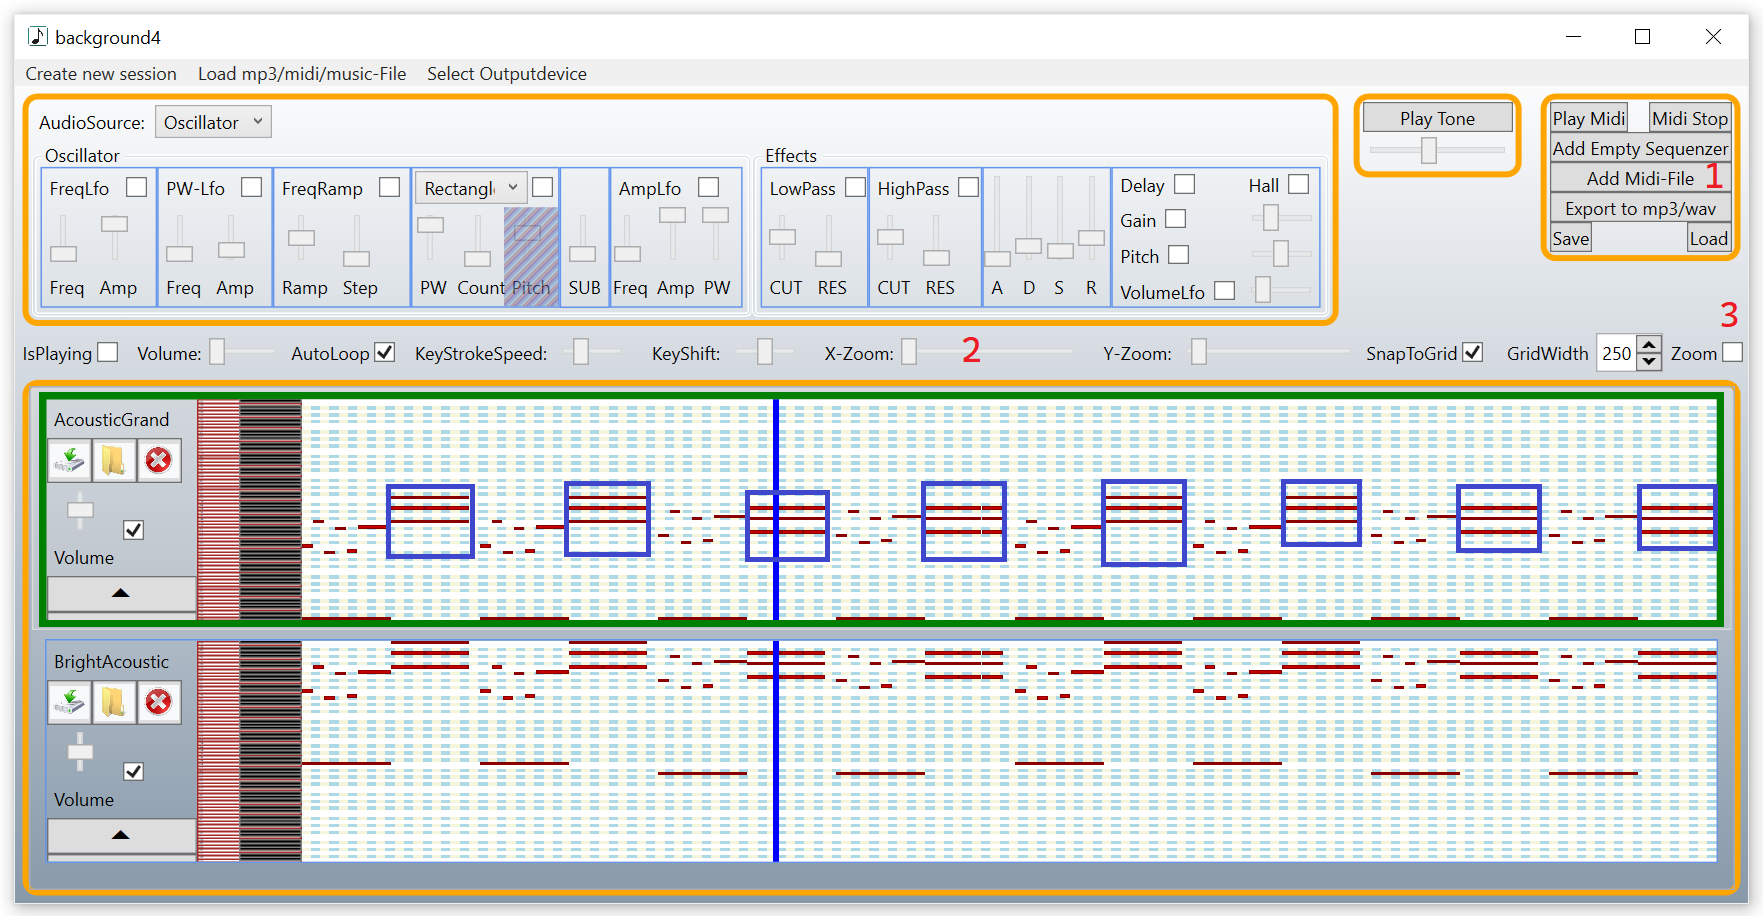 background4
Create new session Load mp3/midi/music-File Select Outputdevice
AudioSource: Oscillator
Play Tone
Play Midi Midi Stop
Add Empty Sequenzer
Add Midi-File 1
Export to mp3/wav
Save Load
Oscillator
FreqLfo PW-Lfo FreqRamp Rectangl AmpLfo
Freq Amp Freq Amp Ramp Step PW Count Pitch SUB Freq Amp PW
Effects
LowPass HighPass Delay Hall
Gain
Pitch
CUT RES CUT RES A D S R VolumeLfo
3
IsPlaying Volume: AutoLoop KeyStrokeSpeed: KeyShift: X-Zoom: 2 Y-Zoom: SnapToGrid GridWidth 250 Zoom
AcousticGrand
Volume
BrightAcoustic
Volume